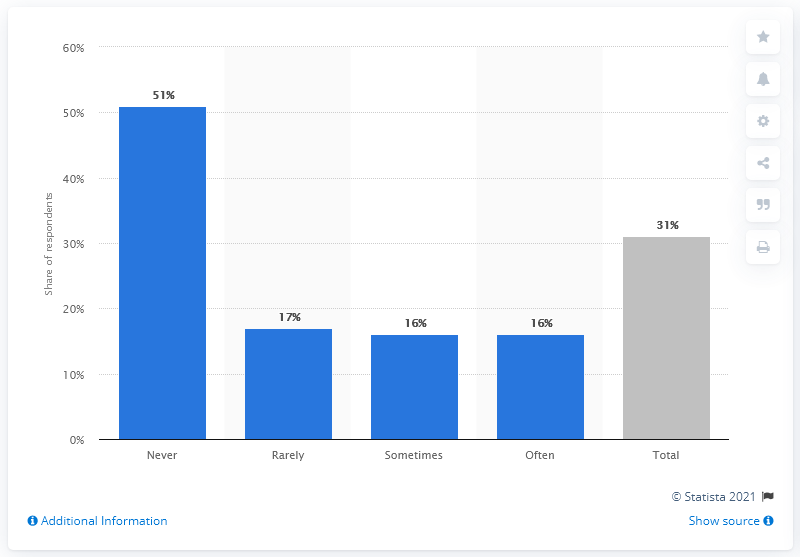 60%
50%
40%
30%
20%
10%
0%
Share of respondents
51%
17%
16%
16%
31%
Never
Rarely
Sometimes
Often
Total
© Statista 2021
Additional Information
Show source